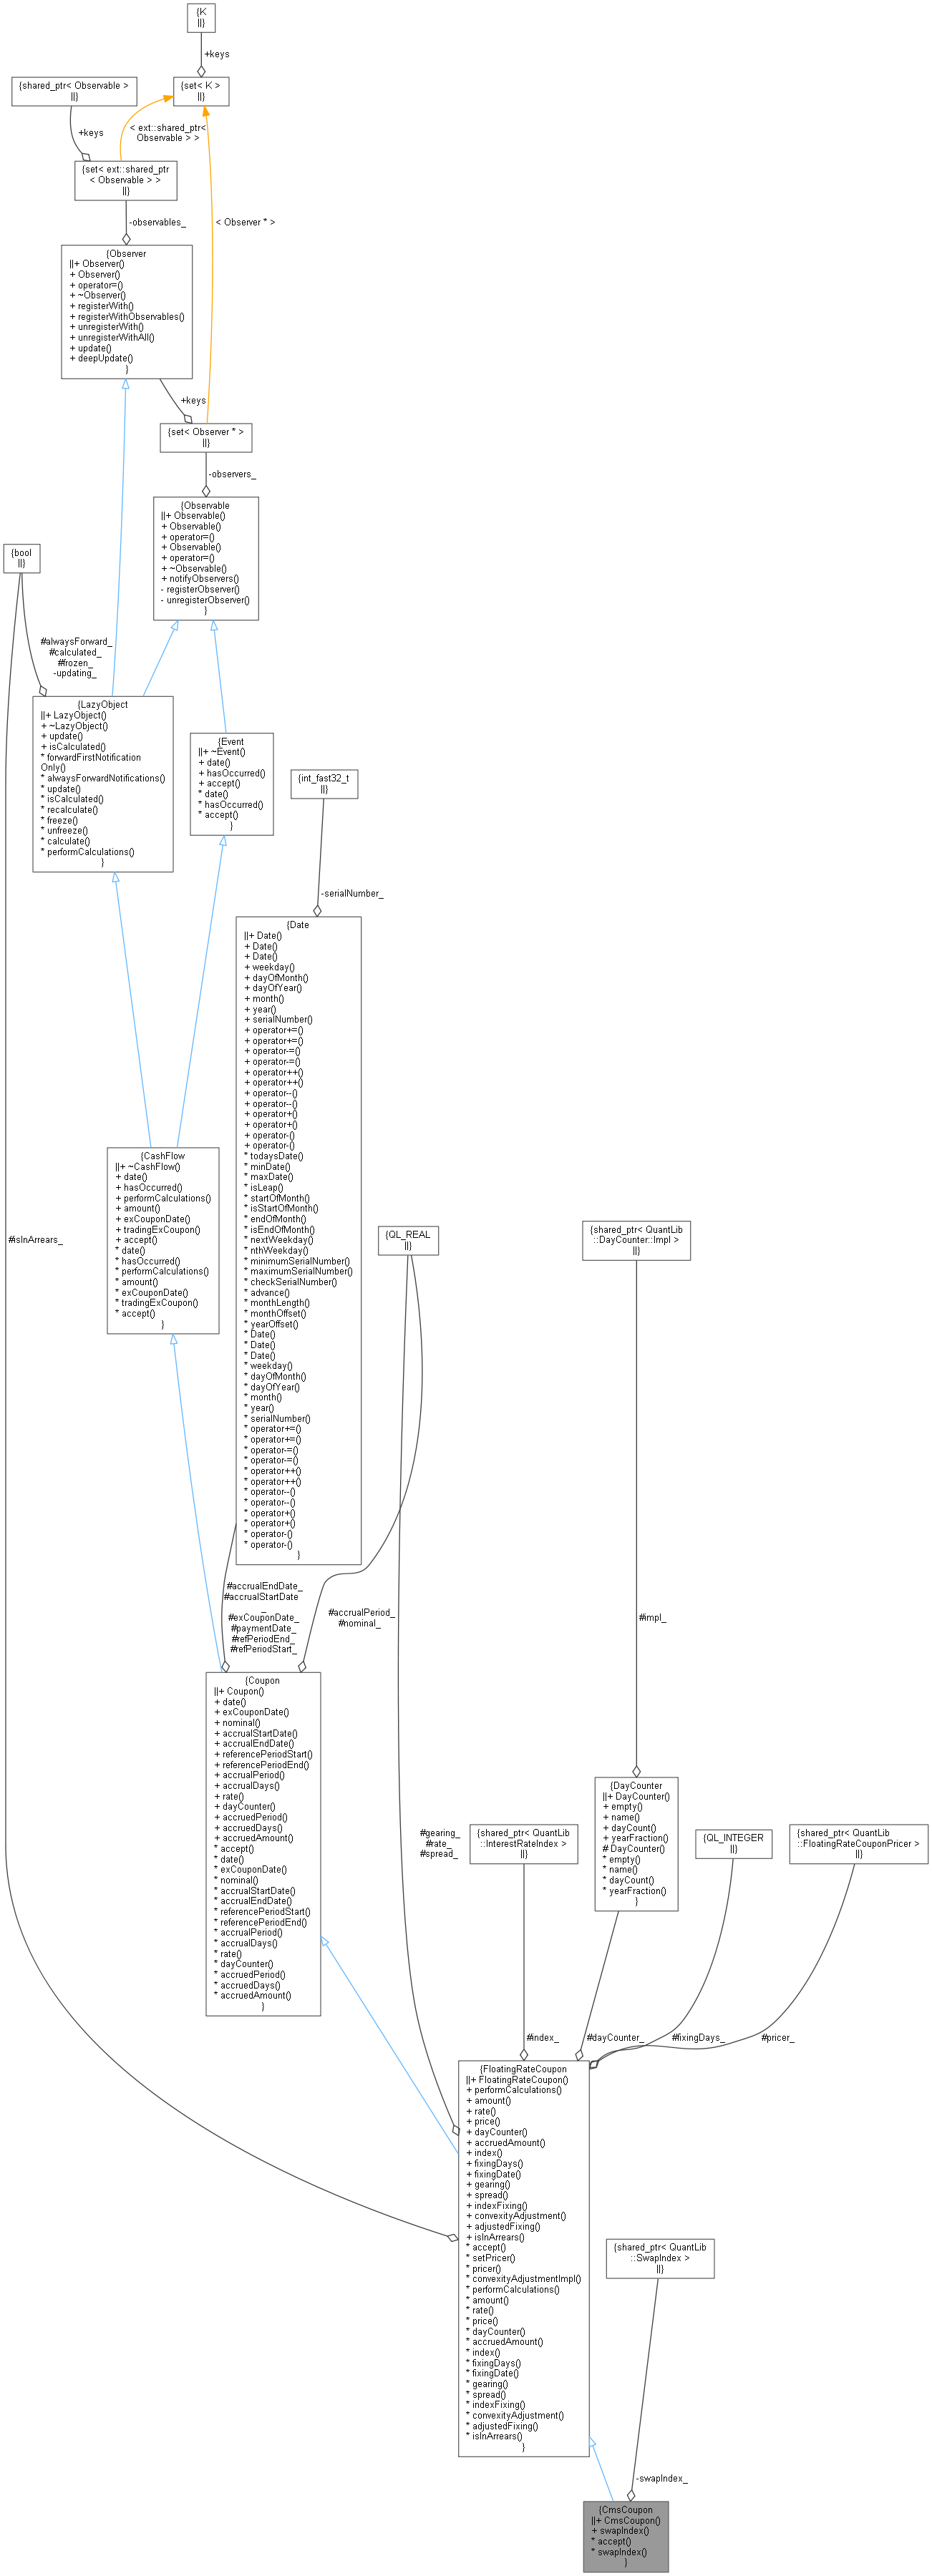 {K
||}
+keys
{shared_ptr< Observable >
||}
{set< K >
||}
+keys
< ext::shared_ptr<
Observable > >
{set< ext::shared_ptr
< Observable > >
||}
-observables_
< Observer * >
{Observer
||+ Observer()
+ Observer()
+ operator=()
+ ~Observer()
+ registerWith()
+ registerWithObservables()
+ unregisterWith()
+ unregisterWithAll()
+ update()
+ deepUpdate()
}
+keys
{set< Observer * >
||}
-observers_
{Observable
||+ Observable()
+ Observable()
+ operator=()
+ Observable()
+ operator=()
+ ~Observable()
+ notifyObservers()
- registerObserver()
- unregisterObserver()
}
{bool
||}
#alwaysForward_
#calculated_
#frozen_
-updating_
{LazyObject
||+ LazyObject()
+ ~LazyObject()
+ update()
+ isCalculated()
* forwardFirstNotification
Only()
* alwaysForwardNotifications()
* update()
* isCalculated()
* recalculate()
* freeze()
* unfreeze()
* calculate()
* performCalculations()
}
{Event
||+ ~Event()
+ date()
+ hasOccurred()
+ accept()
* date()
* hasOccurred()
* accept()
}
{int_fast32_t
||}
-serialNumber_
{Date
||+ Date()
+ Date()
+ Date()
+ weekday()
+ dayOfMonth()
+ dayOfYear()
+ month()
+ year()
+ serialNumber()
+ operator+=()
+ operator+=()
+ operator-=()
+ operator-=()
+ operator++()
+ operator++()
+ operator--()
+ operator--()
+ operator+()
+ operator+()
+ operator-()
+ operator-()
* todaysDate()
* minDate()
* maxDate()
* isLeap()
* startOfMonth()
* isStartOfMonth()
* endOfMonth()
* isEndOfMonth()
* nextWeekday()
* nthWeekday()
* minimumSerialNumber()
* maximumSerialNumber()
* checkSerialNumber()
* advance()
* monthLength()
* monthOffset()
* yearOffset()
* Date()
* Date()
* Date()
* weekday()
* dayOfMonth()
* dayOfYear()
* month()
* year()
* serialNumber()
* operator+=()
* operator+=()
* operator-=()
* operator-=()
* operator++()
* operator++()
* operator--()
* operator--()
* operator+()
* operator+()
* operator-()
* operator-()
}
{CashFlow
||+ ~CashFlow()
+ date()
+ hasOccurred()
+ performCalculations()
+ amount()
+ exCouponDate()
+ tradingExCoupon()
+ accept()
* date()
* hasOccurred()
* performCalculations()
* amount()
* exCouponDate()
* tradingExCoupon()
* accept()
}
#isInArrears_
{QL_REAL
||}
{shared_ptr< QuantLib
::DayCounter::Impl >
||}
#accrualEndDate_
#accrualStartDate
_
#exCouponDate_
#paymentDate_
#refPeriodEnd_
#refPeriodStart_
#accrualPeriod_
#nominal_
#impl_
{Coupon
||+ Coupon()
+ date()
+ exCouponDate()
+ nominal()
+ accrualStartDate()
+ accrualEndDate()
+ referencePeriodStart()
+ referencePeriodEnd()
+ accrualPeriod()
+ accrualDays()
+ rate()
+ dayCounter()
+ accruedPeriod()
+ accruedDays()
+ accruedAmount()
* accept()
* date()
* exCouponDate()
* nominal()
* accrualStartDate()
* accrualEndDate()
* referencePeriodStart()
* referencePeriodEnd()
* accrualPeriod()
* accrualDays()
* rate()
* dayCounter()
* accruedPeriod()
* accruedDays()
* accruedAmount()
}
#gearing_
#rate_
#spread_
{shared_ptr< QuantLib
::InterestRateIndex >
||}
{DayCounter
||+ DayCounter()
+ empty()
+ name()
+ dayCount()
+ yearFraction()
# DayCounter()
* empty()
* name()
* dayCount()
* yearFraction()
}
{QL_INTEGER
||}
{shared_ptr< QuantLib
::FloatingRateCouponPricer >
||}
#index_
#dayCounter_
#fixingDays_
#pricer_
{FloatingRateCoupon
||+ FloatingRateCoupon()
+ performCalculations()
+ amount()
+ rate()
+ price()
+ dayCounter()
+ accruedAmount()
+ index()
+ fixingDays()
+ fixingDate()
+ gearing()
+ spread()
+ indexFixing()
+ convexityAdjustment()
+ adjustedFixing()
+ isInArrears()
* accept()
* setPricer()
* pricer()
* convexityAdjustmentImpl()
* performCalculations()
* amount()
* rate()
* price()
* dayCounter()
* accruedAmount()
* index()
* fixingDays()
* fixingDate()
* gearing()
* spread()
* indexFixing()
* convexityAdjustment()
* adjustedFixing()
* isInArrears()
}
{shared_ptr< QuantLib
::SwapIndex >
||}
-swapIndex_
{CmsCoupon
||+ CmsCoupon()
+ swapIndex()
* accept()
* swapIndex()
}